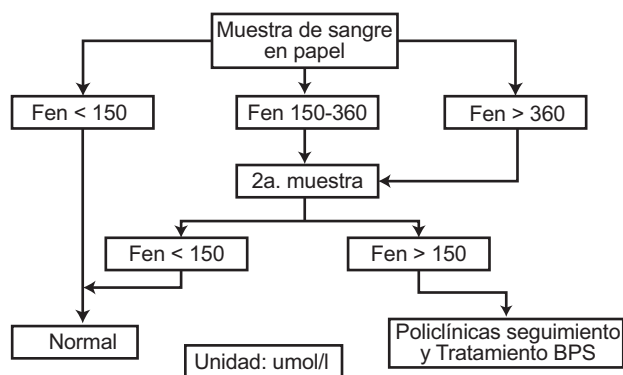 Muestra de sangre
en papel
Fen < 150
Fen 150-360
Fen > 360
2a. muestra
Fen < 150
Fen > 150
Normal
Policlínicas seguimiento
y Tratamiento BPS
Unidad: umol/l